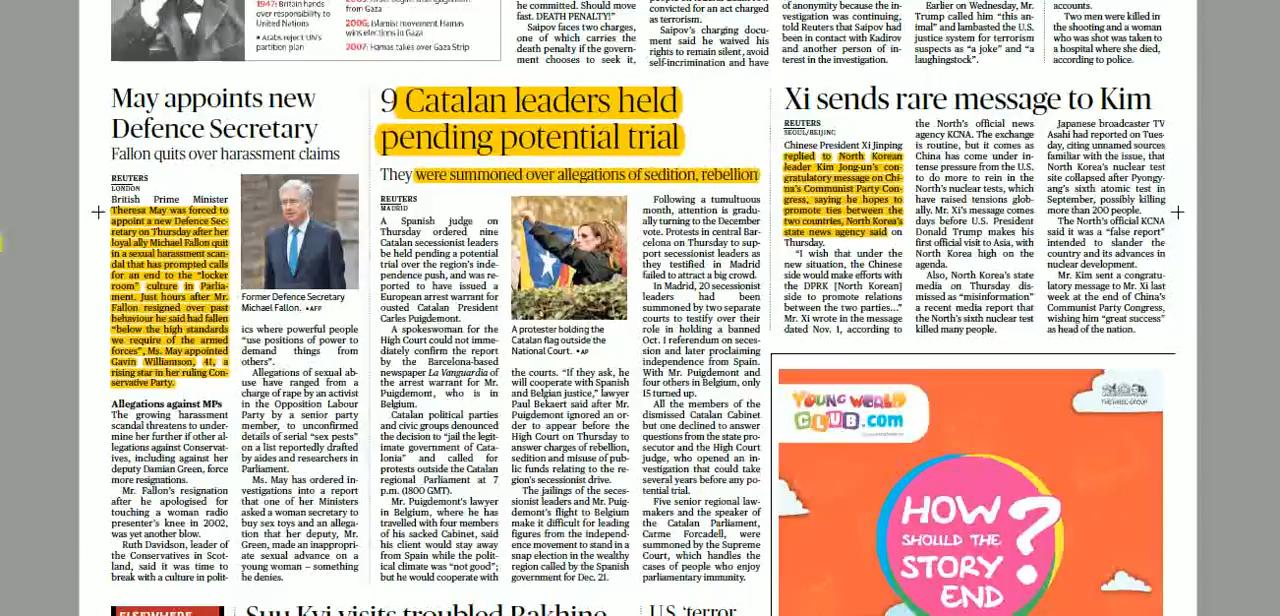 1947: Britain hands
over responsibility to
United Nations
• Arabs reject UN's
partition plan
from Gaza
2006: Islamist movement Hamas
wins elections in Gaza
2007: Hamas takes over Gaza Strip
he committed. Should move
fast. DEATH PENALTY!”
Saipov faces two charges,
one of which carries the
death penalty if the govern-
ment chooses to seek it,
convicted for an act charged
as terrorism.
Saipov's charging docu-
ment said he waived his
rights to remain silent, avoid
self-incrimination and have
of anonymity because the in-
vestigation was continuing,
told Reuters that Saipov had
been in contact with Kadirov
and another person of in-
terest in the investigation.
Earlier on Wednesday, Mr.
Trump called him “this an-
imal” and lambasted the U.S.
justice system for terrorism
suspects as “a joke” and “a
laughingstock”.
accounts.
Two men were killed in
the shooting and a woman
who was shot was taken to
a hospital where she died,
according to police.
May appoints new
Defence Secretary
Fallon quits over harassment claims
REUTERS
LONDON
British Prime Minister
Theresa May was forced to
appoint a new Defence Sec-
retary on Thursday after her
loyal ally Michael Fallon quit
in a sexual harassment scan-
dal that has prompted calls
for an end to the “locker
room” culture in Parlia-
ment. Just hours after Mr.
Fallon resigned over past
behaviour he said had fallen
“below the high standards
we require of the armed
forces”, Ms. May appointed
Gavin Williamson, 41, a
rising star in her ruling Con-
servative Party.
Allegations against MPs
The growing harassment
scandal threatens to under-
mine her further if other al-
legations against Conservat-
ives, including against her
deputy Damian Green, force
more resignations.
Mr. Fallon's resignation
after he apologised for
touching a woman radio
presenter's knee in 2002,
was yet another blow.
Ruth Davidson, leader of
the Conservatives in Scot-
land, said it was time to
break with a culture in polit-
Former Defence Secretary
Michael Fallon. • AFP
ics where powerful people
“use positions of power to
demand things from
others”.
Allegations of sexual ab-
use have ranged from a
charge of rape by an activist
in the Opposition Labour
Party by a senior party
member, to unconfirmed
details of serial “sex pests”
on a list reportedly drafted
by aides and researchers in
Parliament.
Ms. May has ordered in-
vestigations into a report
that one of her Ministers
asked a woman secretary to
buy sex toys and an allega-
tion that her deputy, Mr.
Green, made an inappropri-
ate sexual advance on a
young woman – something
he denies.
9 Catalan leaders held
pending potential trial
They were summoned over allegations of sedition, rebellion
REUTERS
MADRID
A Spanish judge on
Thursday ordered nine
Catalan secessionist leaders
be held pending a potential
trial over the region's inde-
pendence push, and was re-
ported to have issued a
European arrest warrant for
ousted Catalan President
Carles Puigdemont.
A spokeswoman for the
High Court could not imme-
diately confirm the report
by the Barcelona-based
newspaper La Vanguardia of
the arrest warrant for Mr.
Puigdemont, who is in
Belgium.
Catalan political parties
and civic groups denounced
the decision to “jail the legit-
imate government of Cata-
lonia” and called for
protests outside the Catalan
regional Parliament at 7
p.m. (1800 GMT).
Mr. Puigdemont's lawyer
in Belgium, where he has
travelled with four members
of his sacked Cabinet, said
his client would stay away
from Spain while the polit-
ical climate was “not good”;
but he would cooperate with
A protester holding the
Catalan flag outside the
National Court. • AP
the courts. “If they ask, he
will cooperate with Spanish
and Belgian justice,” lawyer
Paul Bekaert said after Mr.
Puigdemont ignored an or-
der to appear before the
High Court on Thursday to
answer charges of rebellion,
sedition and misuse of pub-
lic funds relating to the re-
gion's secessionist drive.
The jailings of the seces-
sionist leaders and Mr. Puig-
demont's flight to Belgium
make it difficult for leading
figures from the independ-
ence movement to stand in a
snap election in the wealthy
region called by the Spanish
government for Dec. 21.
Following a tumultuous
month, attention is gradu-
ally turning to the December
vote. Protests in central Bar-
celona on Thursday to sup-
port secessionist leaders as
they testified in Madrid
failed to attract a big crowd.
In Madrid, 20 secessionist
leaders had been
summoned by two separate
courts to testify over their
role in holding a banned
Oct. 1 referendum on seces-
sion and later proclaiming
independence from Spain.
With Mr. Puigdemont and
four others in Belgium, only
15 turned up.
All the members of the
dismissed Catalan Cabinet
but one declined to answer
questions from the state pro-
secutor and the High Court
judge, who opened an in-
vestigation that could take
several years before any po-
tential trial.
Five senior regional law-
makers and the speaker of
the Catalan Parliament,
Carme Forcadell, were
summoned by the Supreme
Court, which handles the
cases of people who enjoy
parliamentary immunity.
Xi sends rare message to Kim
REUTERS
SEOUL/BEIJING
Chinese President Xi Jinping
replied to North Korean
leader Kim Jong-un's con-
gratulatory message on Chi-
na's Communist Party Con-
gress, saying he hopes to
promote ties between the
two countries, North Korea's
state news agency said on
Thursday.
“I wish that under the
new situation, the Chinese
side would make efforts with
the DPRK [North Korean]
side to promote relations
between the two parties...”
Mr. Xi wrote in the message
dated Nov. 1, according to
the North's official news
agency KCNA. The exchange
is routine, but it comes as
China has come under in-
tense pressure from the U.S.
to do more to rein in the
North's nuclear tests, which
have raised tensions glob-
ally. Mr. Xi's message comes
days before U.S. President
Donald Trump makes his
first official visit to Asia, with
North Korea high on the
agenda.
Also, North Korea's state
media on Thursday dis-
missed as “misinformation”
a recent media report that
the North's sixth nuclear test
killed many people.
Japanese broadcaster TV
Asahi had reported on Tues-
day, citing unnamed sources
familiar with the issue, that
North Korea's nuclear test
site collapsed after Pyongy-
ang's sixth atomic test in
September, possibly killing
more than 200 people.
The North's official KCNA
said it was a “false report”
intended to slander the
country and its advances in
nuclear development.
Mr. Kim sent a congratu-
latory message to Mr. Xi last
week at the end of China's
Communist Party Congress,
wishing him “great success”
as head of the nation.
YOUNG WORLD
CLUB.com
THE HINDU GROUP
HOW
SHOULD THE
STORY
END
?
ELSEWHERE
Suu Kyi visits troubled Rakhine
U.S. ‘terror